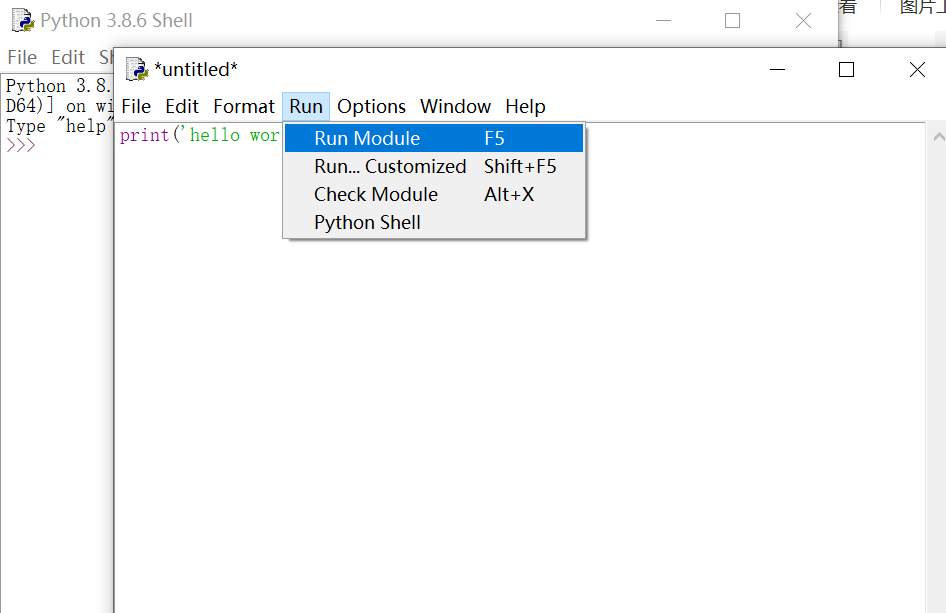 Python 3.8.6 Shell
看 图片
File Edit
*untitled*
Python 3.8.
File Edit Format Run Options Window Help
D64)] on wi
Type "help"
>>>
print('hello wor
Run Module F5
Run... Customized Shift+F5
Check Module Alt+X
Python Shell